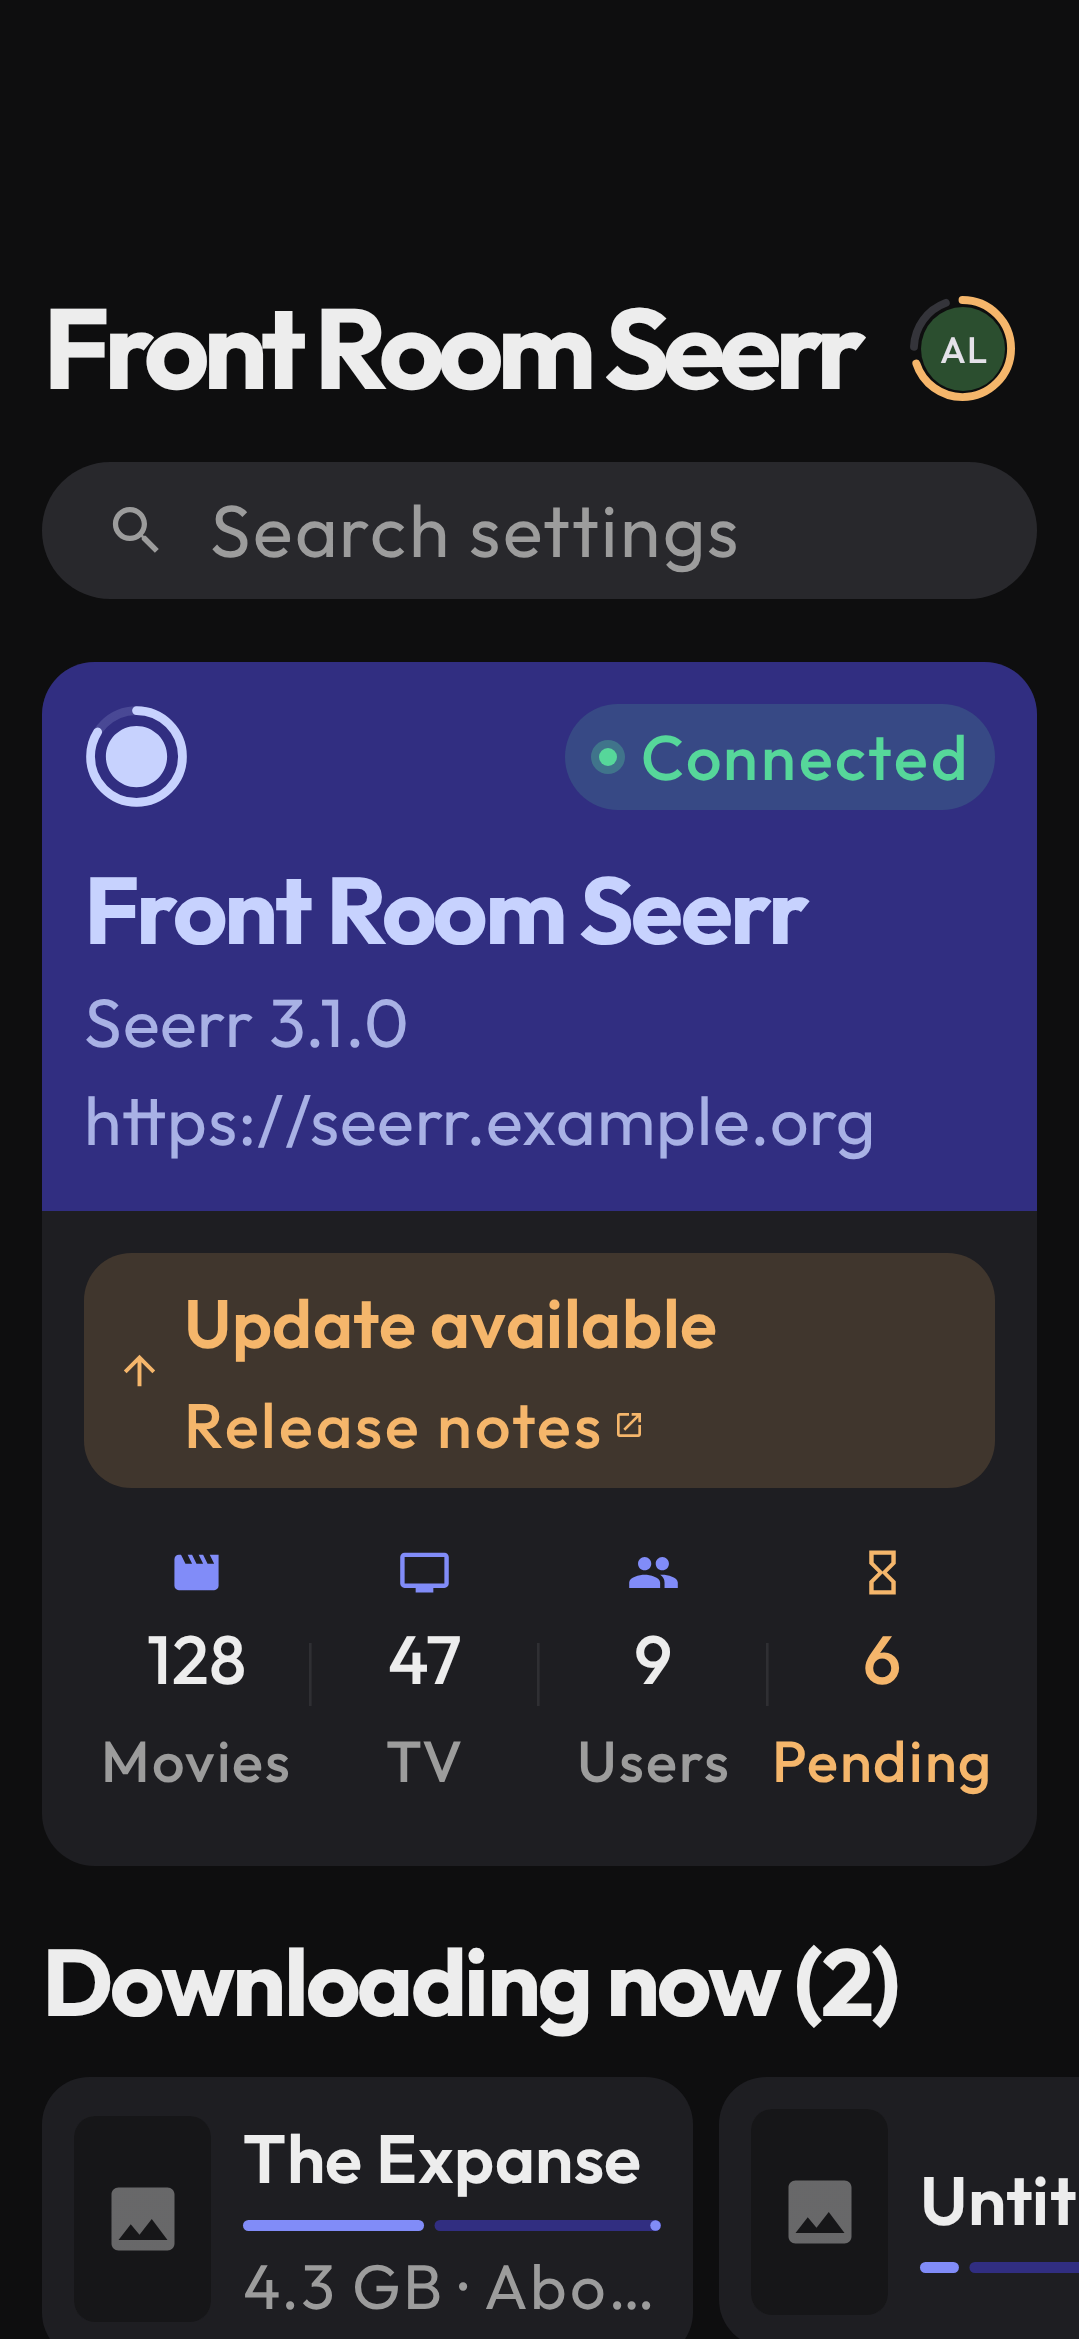 Front Room Seerr
AL
Search settings
Connected
Front Room Seerr
Seerr 3.1.0
https://seerr.example.org
Update available
Release notes
128
47
9
6
Movies
TV
Users
Pending
Downloading now (2)
The Expanse
4.3 GB · Abo...
Untit